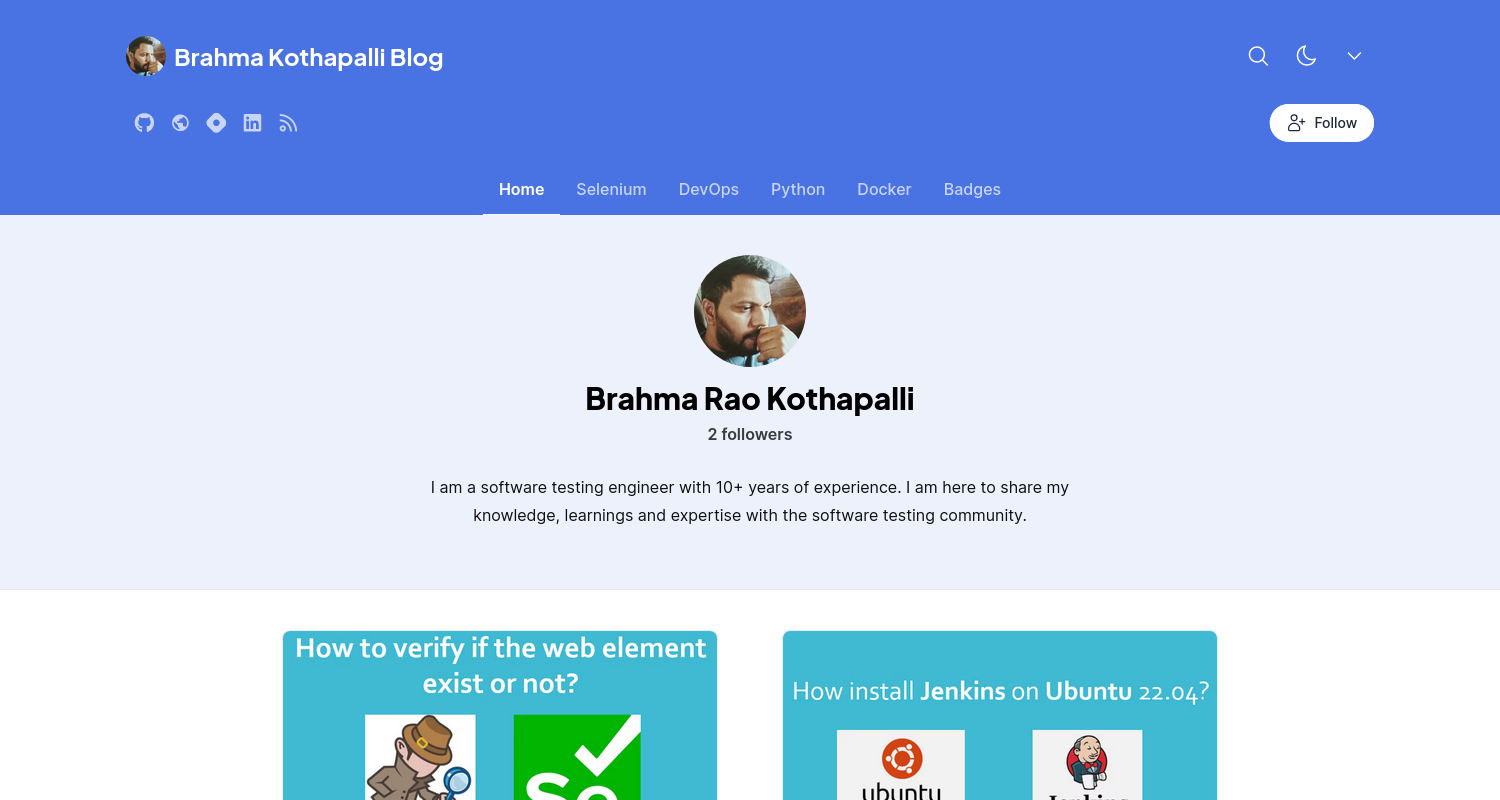 Brahma Kothapalli Blog
Follow
Home Selenium DevOps Python Docker Badges
Brahma Rao Kothapalli
2 followers
I am a software testing engineer with 10+ years of experience. I am here to share my
knowledge, learnings and expertise with the software testing community.
How to verify if the web element
exist or not?
Se
How install Jenkins on Ubuntu 22.04?
ubuntu
Jenkins